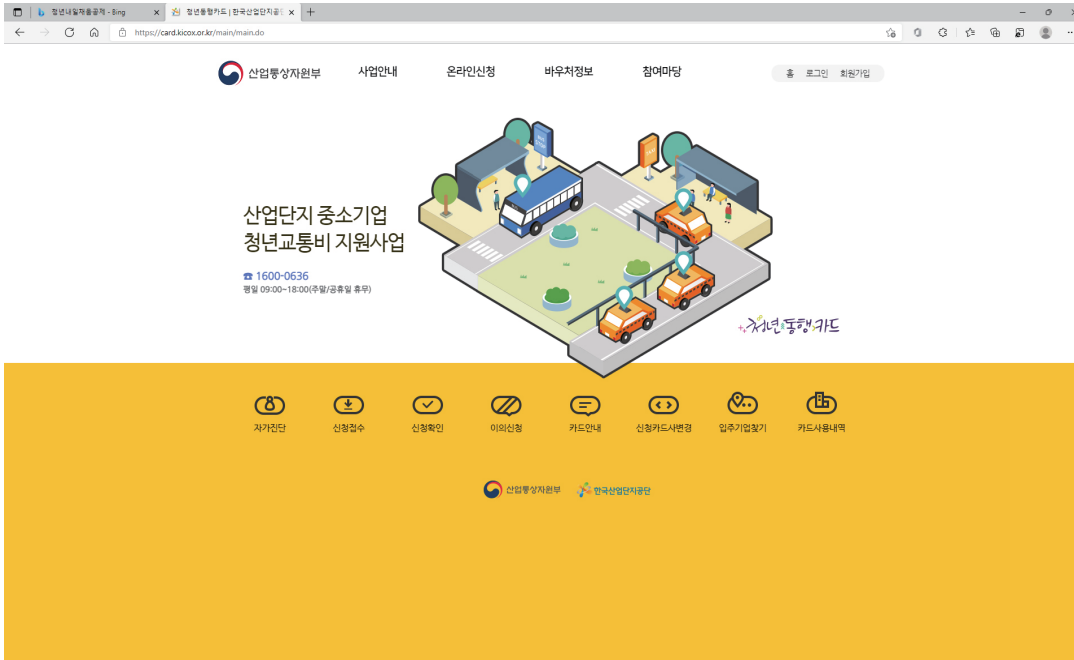 청년내일채움공제 - Bing
청년동행카드 | 한국산업단지공단
https://card.kicox.or.kr/main/main.do
산업통상자원부 사업안내 온라인신청 바우처정보 참여마당 홈 로그인 회원가입
산업단지 중소기업
청년교통비 지원사업
☎ 1600-0636
평일 09:00~18:00(주말/공휴일 휴무)
청년동행카드
자가진단 신청접수 신청확인 이의신청 카드안내 신청카드사변경 입주기업찾기 카드사용내역
산업통상자원부 한국산업단지공단